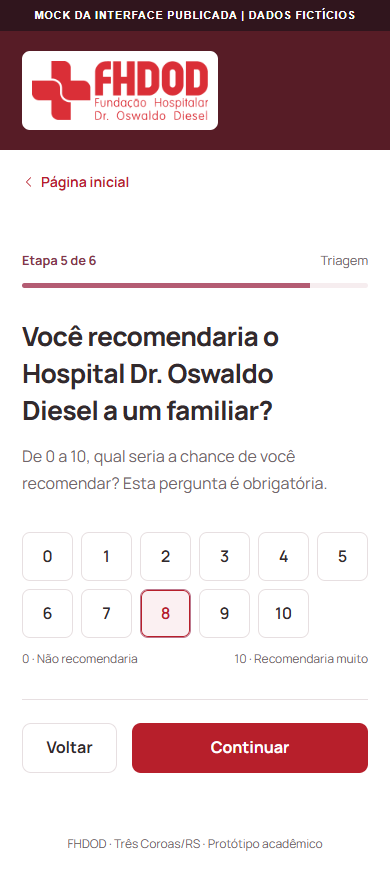 MOCK DA INTERFACE PUBLICADA | DADOS FICTÍCIOS
FHDOD
Fundação Hospitalar
Dr. Oswaldo Diesel
Página inicial
Etapa 5 de 6
Triagem
Você recomendaria o
Hospital Dr. Oswaldo
Diesel a um familiar?
De 0 a 10, qual seria a chance de você
recomendar? Esta pergunta é obrigatória.
0 1 2 3 4 5
6 7 8 9 10
0 · Não recomendaria
10 · Recomendaria muito
Voltar
Continuar
FHDOD · Três Coroas/RS · Protótipo acadêmico